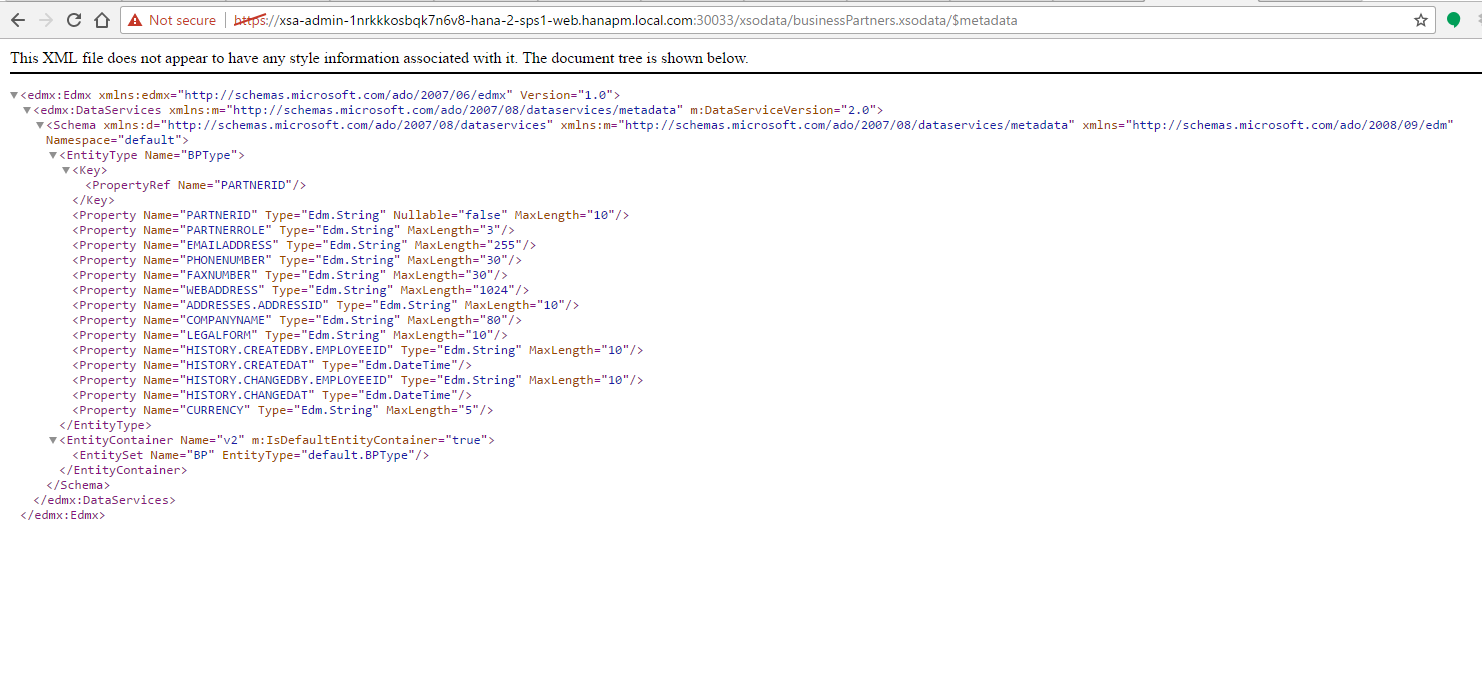 Not secure | https://xsa-admin-1nrkkkosbqk7n6v8-hana-2-sps1-web.hanapm.local.com:30033/xsodata/businessPartners.xsodata/$metadata
This XML file does not appear to have any style information associated with it. The document tree is shown below.
▼<edmx:Edmx xmlns:edmx="http://schemas.microsoft.com/ado/2007/06/edmx" Version="1.0">
▼<edmx:DataServices xmlns:m="http://schemas.microsoft.com/ado/2007/08/dataservices/metadata" m:DataServiceVersion="2.0">
▼<Schema xmlns:d="http://schemas.microsoft.com/ado/2007/08/dataservices" xmlns:m="http://schemas.microsoft.com/ado/2007/08/dataservices/metadata" xmlns="http://schemas.microsoft.com/ado/2008/09/edm"
Namespace="default">
▼<EntityType Name="BPType">
▼<Key>
<PropertyRef Name="PARTNERID"/>
</Key>
<Property Name="PARTNERID" Type="Edm.String" Nullable="false" MaxLength="10"/>
<Property Name="PARTNERROLE" Type="Edm.String" MaxLength="3"/>
<Property Name="EMAILADDRESS" Type="Edm.String" MaxLength="255"/>
<Property Name="PHONENUMBER" Type="Edm.String" MaxLength="30"/>
<Property Name="FAXNUMBER" Type="Edm.String" MaxLength="30"/>
<Property Name="WEBADDRESS" Type="Edm.String" MaxLength="1024"/>
<Property Name="ADDRESSES.ADDRESSID" Type="Edm.String" MaxLength="10"/>
<Property Name="COMPANYNAME" Type="Edm.String" MaxLength="80"/>
<Property Name="LEGALFORM" Type="Edm.String" MaxLength="10"/>
<Property Name="HISTORY.CREATEDBY.EMPLOYEEID" Type="Edm.String" MaxLength="10"/>
<Property Name="HISTORY.CREATEDAT" Type="Edm.DateTime"/>
<Property Name="HISTORY.CHANGEDBY.EMPLOYEEID" Type="Edm.String" MaxLength="10"/>
<Property Name="HISTORY.CHANGEDAT" Type="Edm.DateTime"/>
<Property Name="CURRENCY" Type="Edm.String" MaxLength="5"/>
</EntityType>
▼<EntityContainer Name="v2" m:IsDefaultEntityContainer="true">
<EntitySet Name="BP" EntityType="default.BPType"/>
</EntityContainer>
</Schema>
</edmx:DataServices>
</edmx:Edmx>